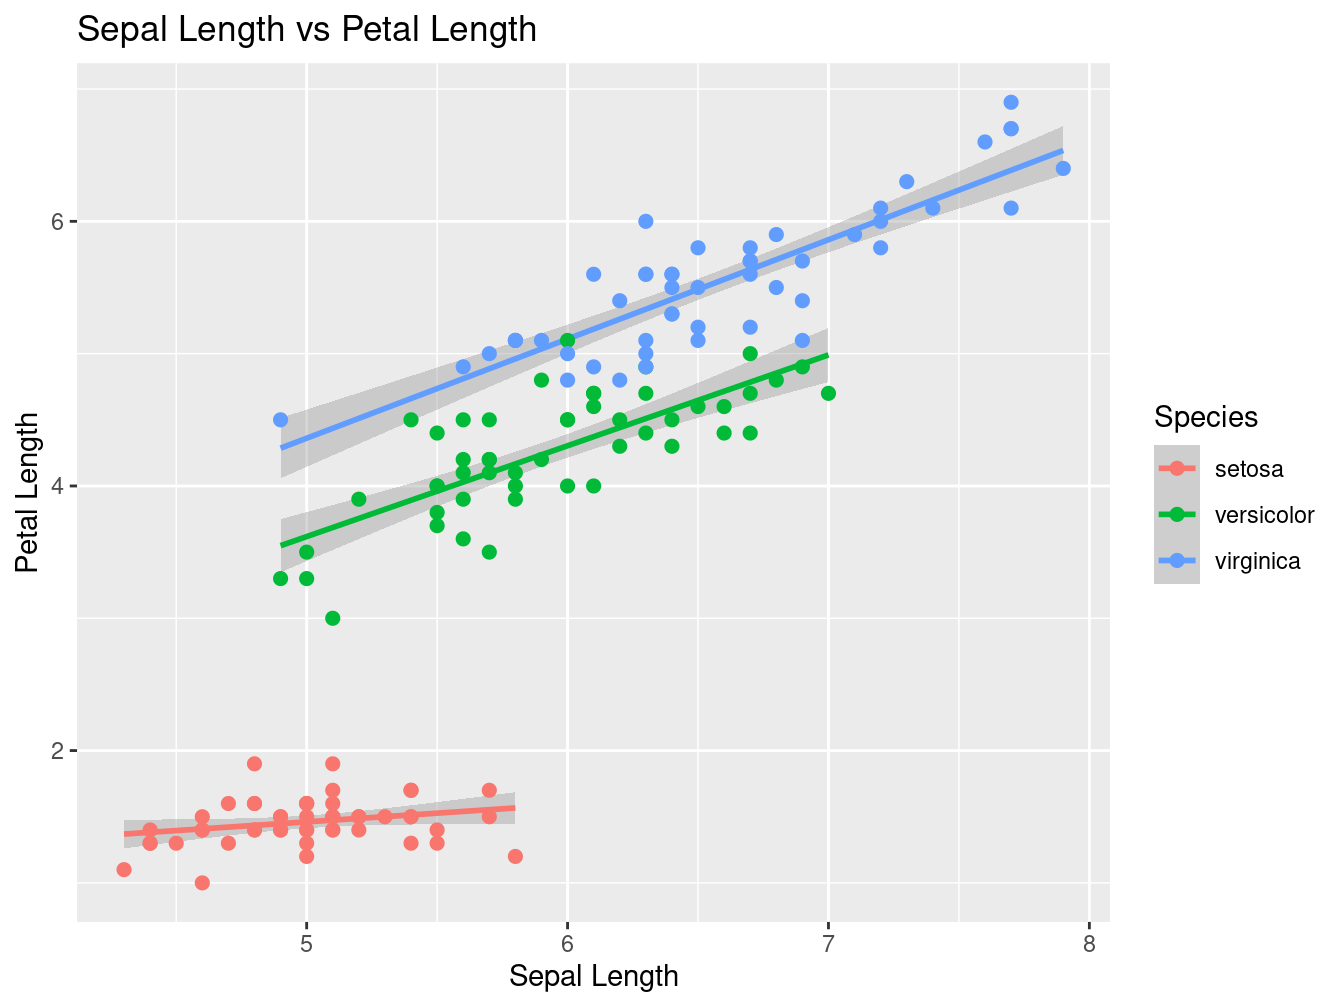 Sepal Length vs Petal Length
Petal Length
6
4
2
5 6 7 8
Sepal Length
Species
setosa
versicolor
virginica